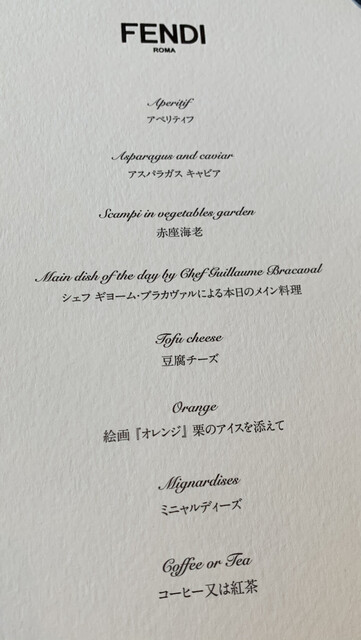 FENDI
ROMA
Aperitif
アペリティフ
Asparagus and caviar
アスパラガス キャビア
Scampi in vegetables garden
赤座海老
Main dish of the day by Chef Guillaume Bracaval
シェフ ギヨーム・ブラカヴァルによる本日のメイン料理
Tofu cheese
豆腐チーズ
Orange
絵画『オレンジ』栗のアイスを添えて
Mignardises
ミニャルディーズ
Coffee or Tea
コーヒー又は紅茶